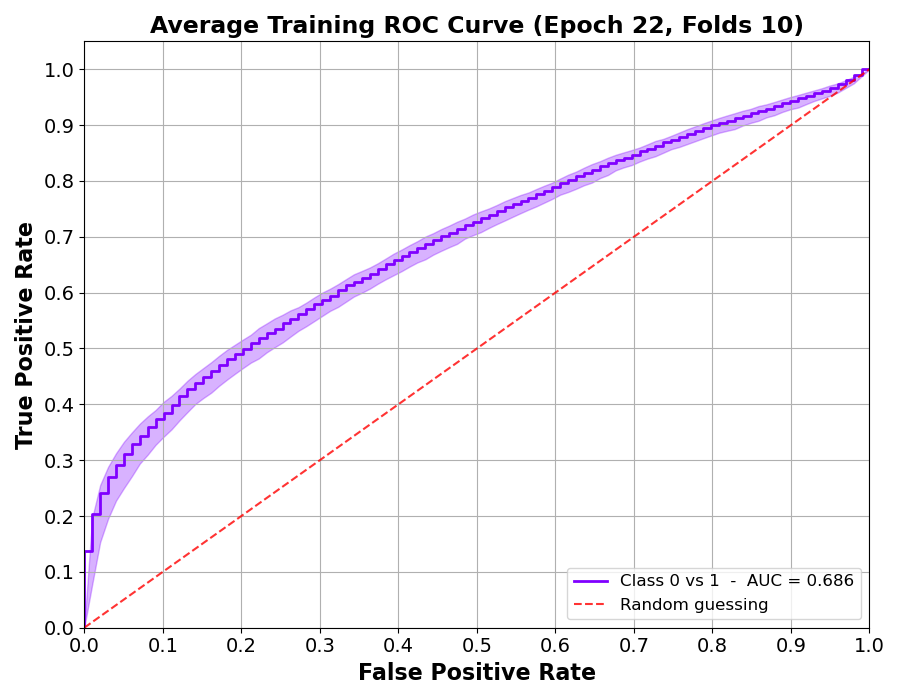 Average Training ROC Curve (Epoch 22, Folds 10)
True Positive Rate
1.0
0.9
0.8
0.7
0.6
0.5
0.4
0.3
0.2
0.1
0.0
Class 0 vs 1 - AUC = 0.686
Random guessing
0.0 0.1 0.2 0.3 0.4 0.5 0.6 0.7 0.8 0.9 1.0
False Positive Rate